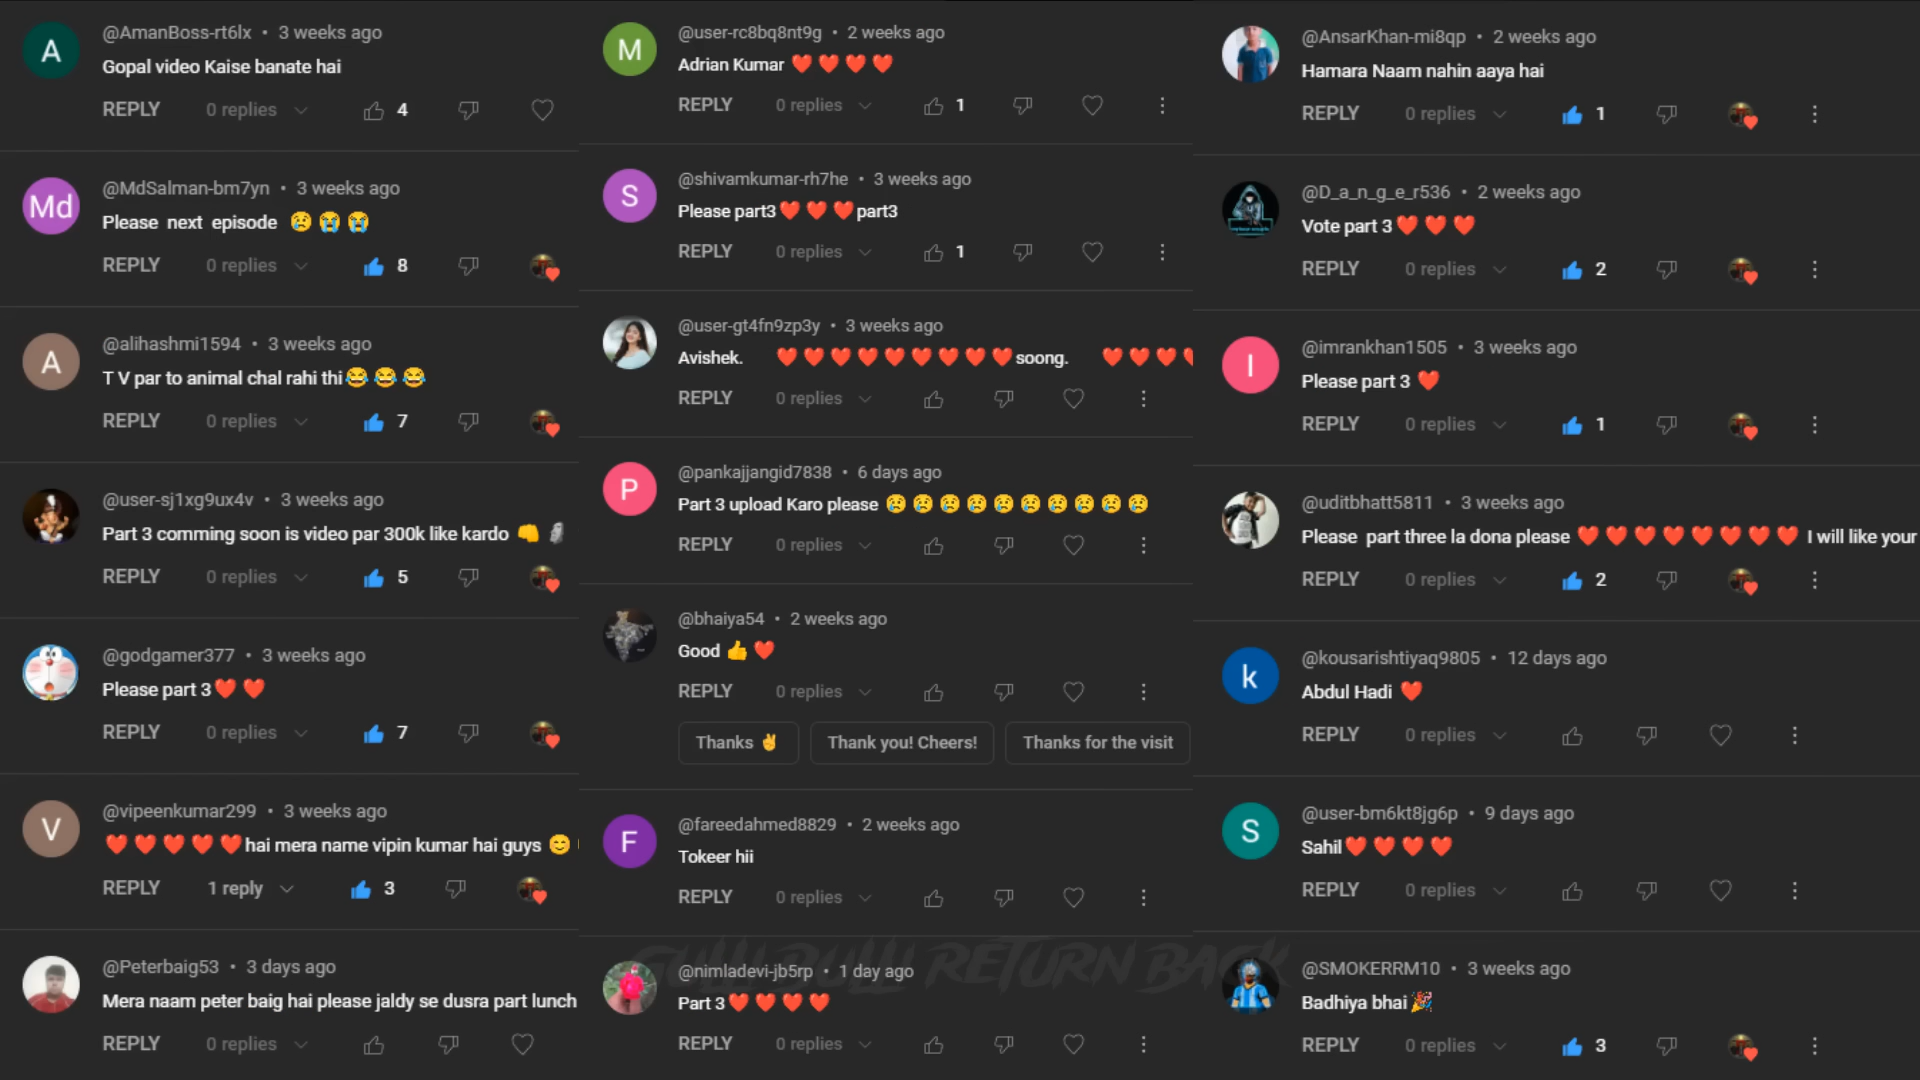 A
@AmanBoss-rt6lx • 3 weeks ago
Gopal video Kaise banate hai
REPLY 0 replies 4
Md
@MdSalman-bm7yn • 3 weeks ago
Please next episode 😢 😭 😭
REPLY 0 replies 8
A
@alihashmi1594 • 3 weeks ago
T V par to animal chal rahi thi😂 😂 😂
REPLY 0 replies 7
@user-sj1xg9ux4v • 3 weeks ago
Part 3 comming soon is video par 300k like kardo 👊 🗿
REPLY 0 replies 5
@godgamer377 • 3 weeks ago
Please part 3❤️ ❤️
REPLY 0 replies 7
V
@vipeenkumar299 • 3 weeks ago
❤️ ❤️ ❤️ ❤️ ❤️hai mera name vipin kumar hai guys 😊
REPLY 1 reply 3
@Peterbaig53 • 3 days ago
Mera naam peter baig hai please jaldy se dusra part lunch
REPLY 0 replies
M
@user-rc8bq8nt9g • 2 weeks ago
Adrian Kumar ❤️ ❤️ ❤️ ❤️
REPLY 0 replies 1
S
@shivamkumar-rh7he • 3 weeks ago
Please part3❤️ ❤️ ❤️part3
REPLY 0 replies 1
@user-gt4fn9zp3y • 3 weeks ago
Avishek. ❤️ ❤️ ❤️ ❤️ ❤️ ❤️ ❤️ ❤️ ❤️soong. ❤️ ❤️ ❤️ ❤️
REPLY 0 replies
P
@pankajjangid7838 • 6 days ago
Part 3 upload Karo please 😢 😢 😢 😢 😢 😢 😢 😢 😢 😢
REPLY 0 replies
@bhaiya54 • 2 weeks ago
Good 👍 ❤️
REPLY 0 replies
Thanks ✌️ Thank you! Cheers! Thanks for the visit
F
@fareedahmed8829 • 2 weeks ago
Tokeer hii
REPLY 0 replies
GULLI BULLI RETURN BACK
@nimladevi-jb5rp • 1 day ago
Part 3❤️ ❤️ ❤️ ❤️
REPLY 0 replies
@AnsarKhan-mi8qp • 2 weeks ago
Hamara Naam nahin aaya hai
REPLY 0 replies 1
@D_a_n_g_e_r536 • 2 weeks ago
Vote part 3❤️ ❤️ ❤️
REPLY 0 replies 2
I
@imrankhan1505 • 3 weeks ago
Please part 3 ❤️
REPLY 0 replies 1
@uditbhatt5811 • 3 weeks ago
Please part three la dona please ❤️ ❤️ ❤️ ❤️ ❤️ ❤️ ❤️ ❤️ I will like your
REPLY 0 replies 2
k
@kousarishtiyaq9805 • 12 days ago
Abdul Hadi ❤️
REPLY 0 replies
S
@user-bm6kt8jg6p • 9 days ago
Sahil❤️ ❤️ ❤️ ❤️
REPLY 0 replies
@SMOKERRM10 • 3 weeks ago
Badhiya bhai🎉
REPLY 0 replies 3